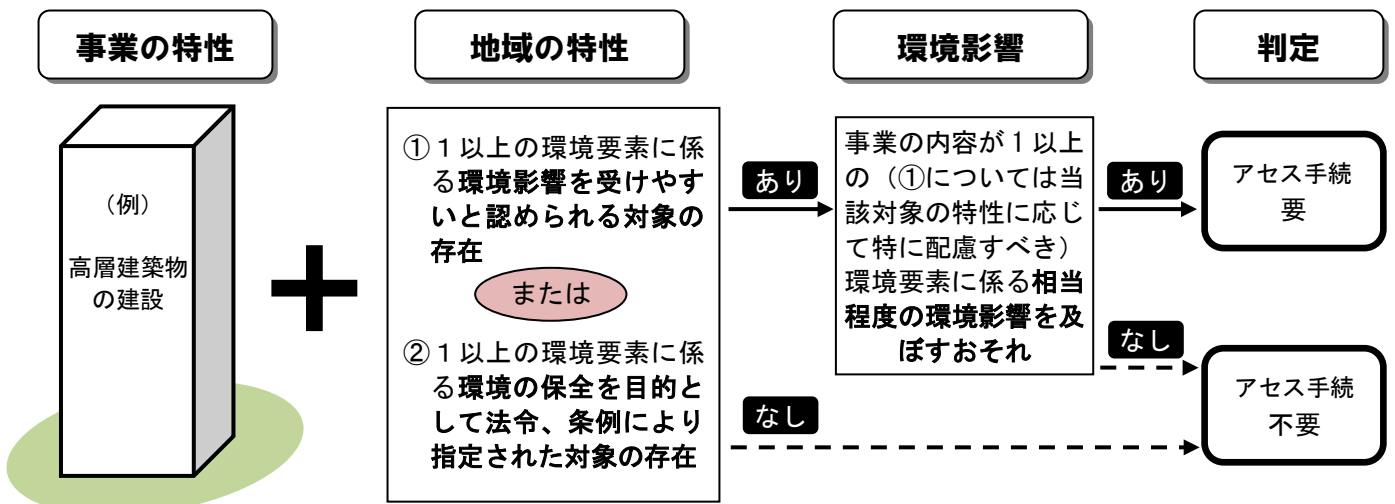 事業の特性
地域の特性
環境影響
判定
(例)
高層建築物
の建設
①1以上の環境要素に係
る環境影響を受けやす
いと認められる対象の
存在
または
②1以上の環境要素に係
る環境の保全を目的と
して法令、条例により
指定された対象の存在
あり
なし
事業の内容が1以上
の(①については当
該対象の特性に応じ
て特に配慮すべき)
環境要素に係る相当
程度の環境影響を及
ぼすおそれ
あり
なし
アセス手続
要
アセス手続
不要